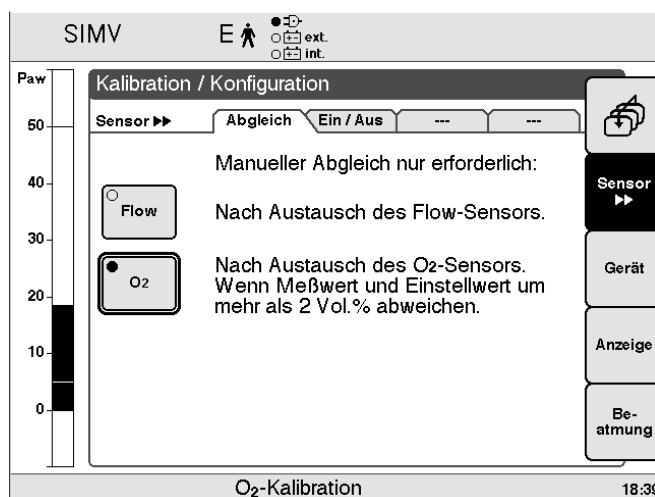 SIMV E ext.
int.
Paw
Kalibration / Konfiguration
Sensor Abgleich Ein / Aus --- ---
50
Manueller Abgleich nur erforderlich:
40
Sensor
Flow Nach Austausch des Flow-Sensors.
30
O2 Nach Austausch des O2-Sensors.
Wenn Meßwert und Einstellwert um
mehr als 2 Vol.% abweichen.
Gerät
20
10
Anzeige
0
Be-
atmung
O2-Kalibration 18:39